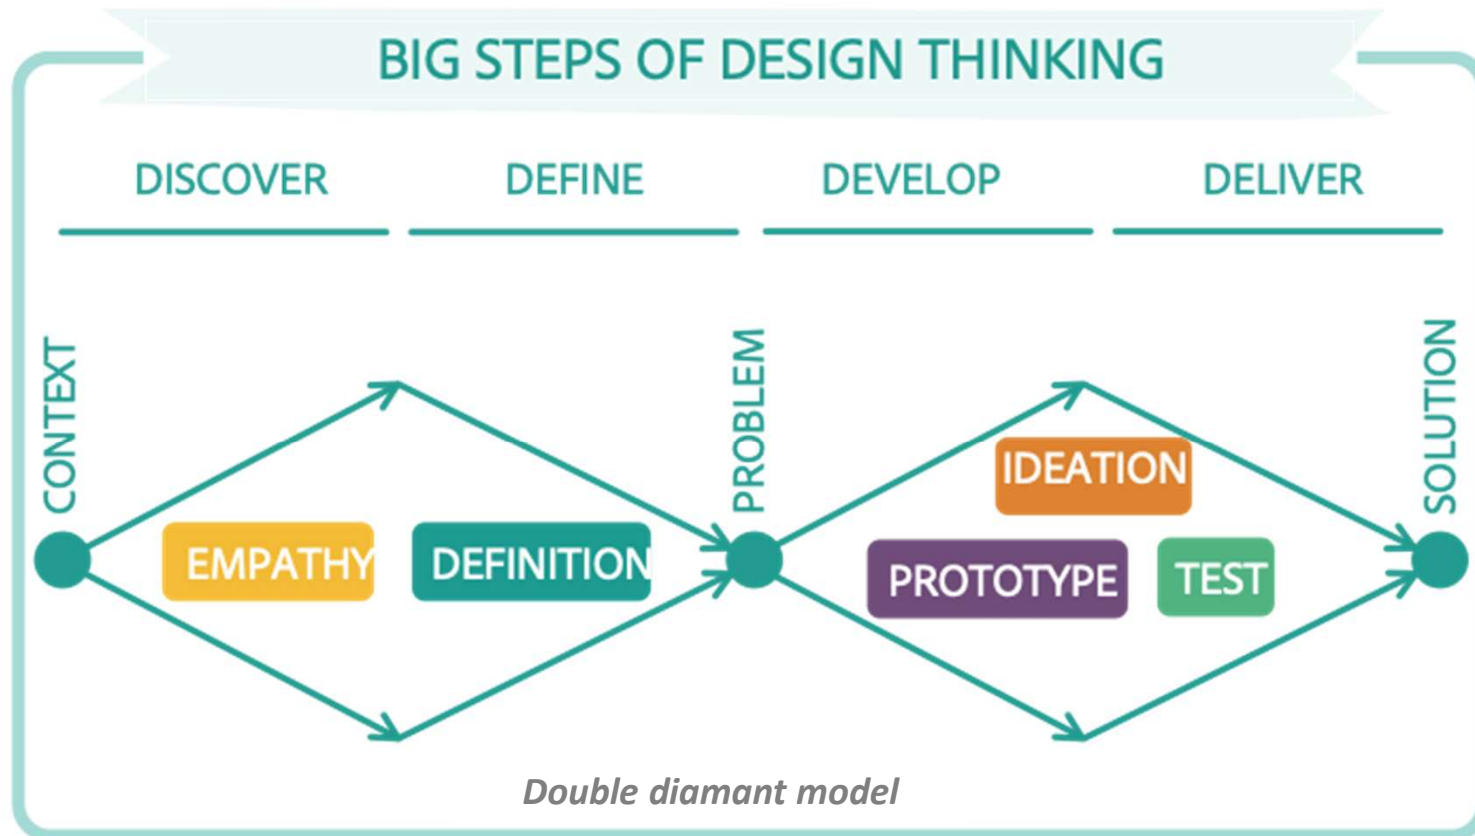 BIG STEPS OF DESIGN THINKING
DISCOVER
DEFINE
DEVELOP
DELIVER
CONTEXT
PROBLEM
SOLUTION
EMPATHY
DEFINITION
IDEATION
PROTOTYPE
TEST
Double diamant model